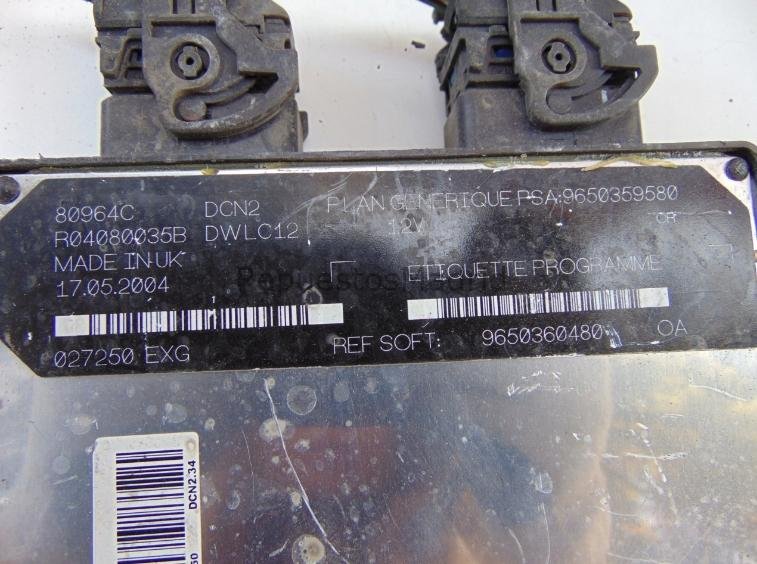 80964C DCN2 PLAN GENERIQUE PSA:9650359580
R04080035B DWLC12 12V CR
MADE IN UK ETIQUETTE PROGRAMME
17.05.2004
027250 EXG REF SOFT: 9650360480 OA
DCN2.34